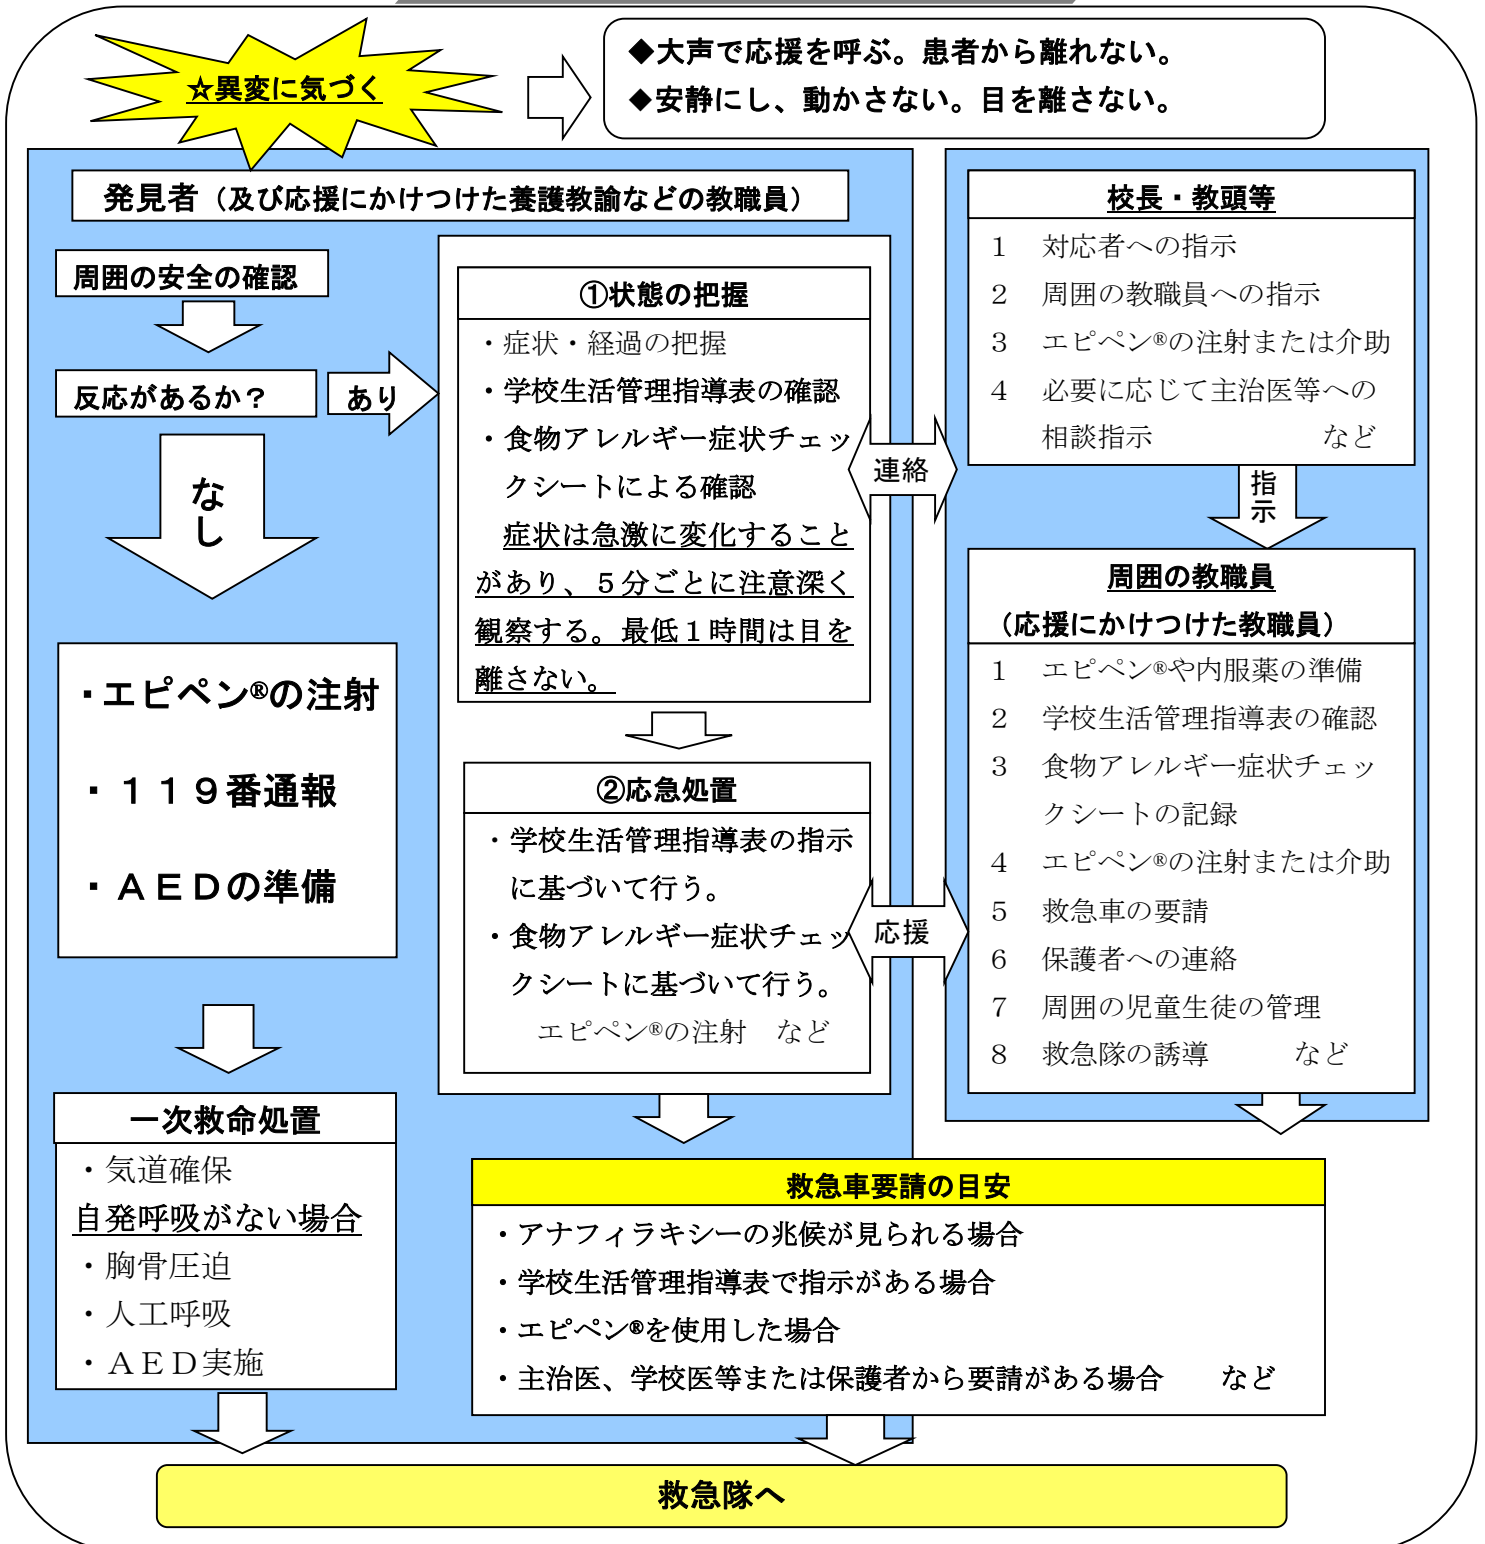 ☆異変に気づく
◆大声で応援を呼ぶ。患者から離れない。
◆安静にし、動かさない。目を離さない。
発見者（及び応援にかけつけた養護教諭などの教職員）
周囲の安全の確認
反応があるか？
あり
なし
・エピペン®の注射
・１１９番通報
・ＡＥＤの準備
一次救命処置
・気道確保
自発呼吸がない場合
・胸骨圧迫
・人工呼吸
・ＡＥＤ実施
①状態の把握
・症状・経過の把握
・学校生活管理指導表の確認
・食物アレルギー症状チェッ
クシートによる確認
症状は急激に変化すること
があり、５分ごとに注意深く
観察する。最低１時間は目を
離さない。
②応急処置
・学校生活管理指導表の指示
に基づいて行う。
・食物アレルギー症状チェッ
クシートに基づいて行う。
エピペン®の注射　など
連絡
応援
校長・教頭等
１　対応者への指示
２　周囲の教職員への指示
３　エピペン®の注射または介助
４　必要に応じて主治医等への
相談指示　　　　　　など
指示
周囲の教職員
（応援にかけつけた教職員）
１　エピペン®や内服薬の準備
２　学校生活管理指導表の確認
３　食物アレルギー症状チェッ
クシートの記録
４　エピペン®の注射または介助
５　救急車の要請
６　保護者への連絡
７　周囲の児童生徒の管理
８　救急隊の誘導　　　など
救急車要請の目安
・アナフィラキシーの兆候が見られる場合
・学校生活管理指導表で指示がある場合
・エピペン®を使用した場合
・主治医、学校医等または保護者から要請がある場合　　など
救急隊へ